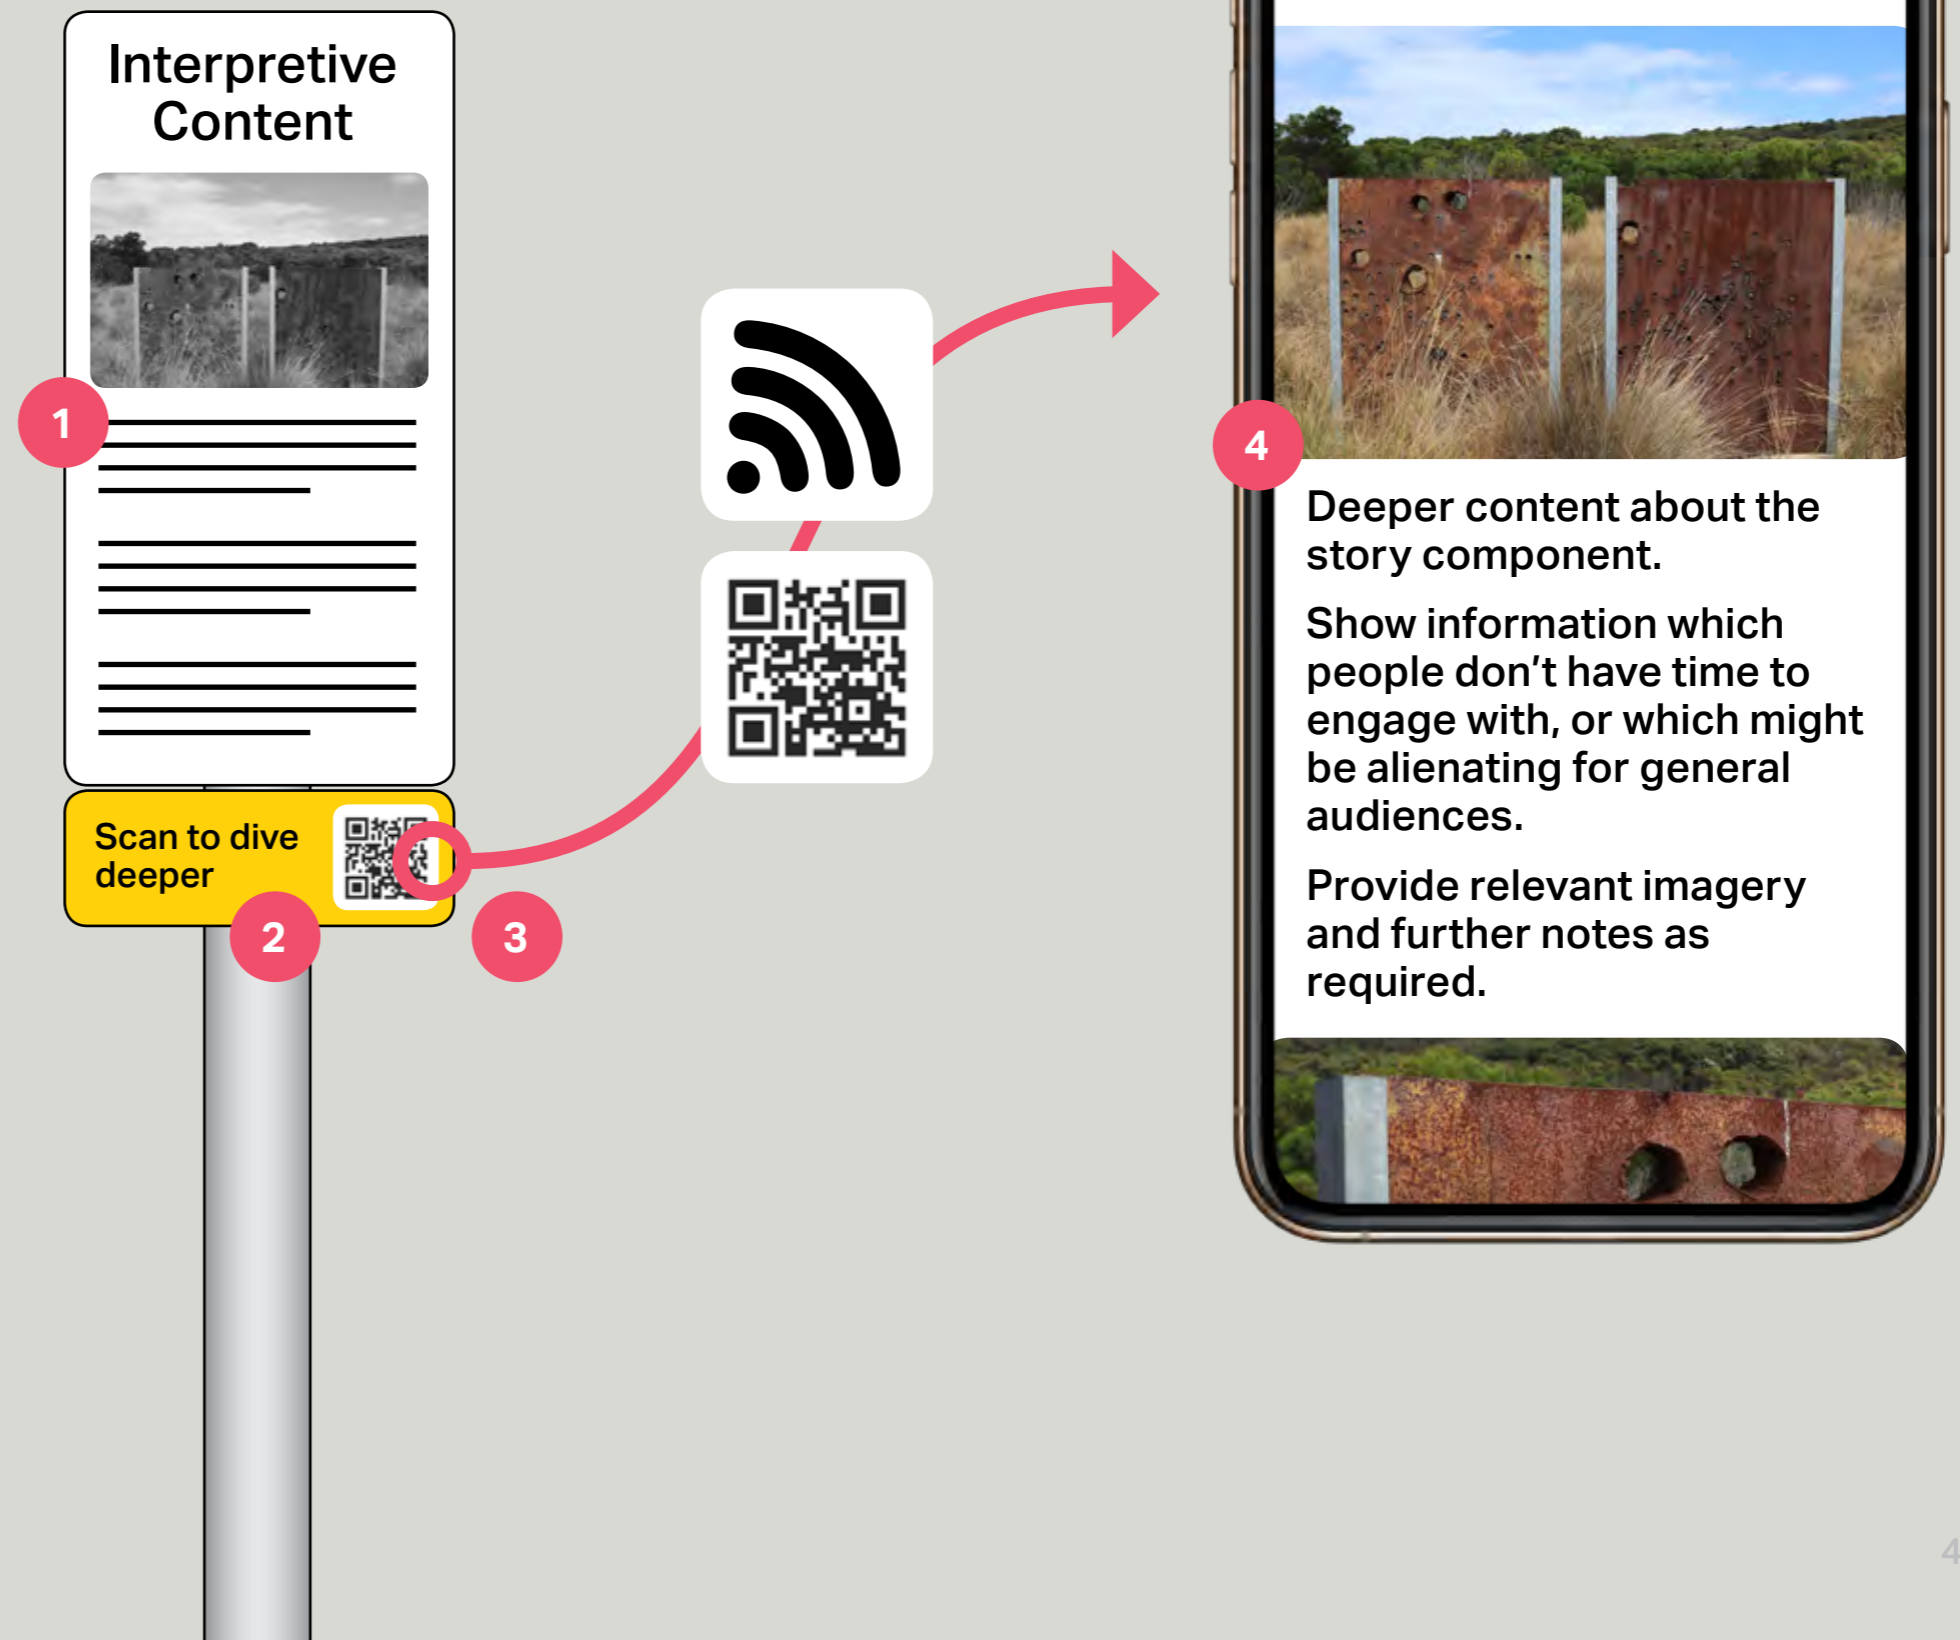 Interpretive
Content
1
Scan to dive
deeper
2
3
4
Deeper content about the
story component.
Show information which
people don't have time to
engage with, or which might
be alienating for general
audiences.
Provide relevant imagery
and further notes as
required.
4